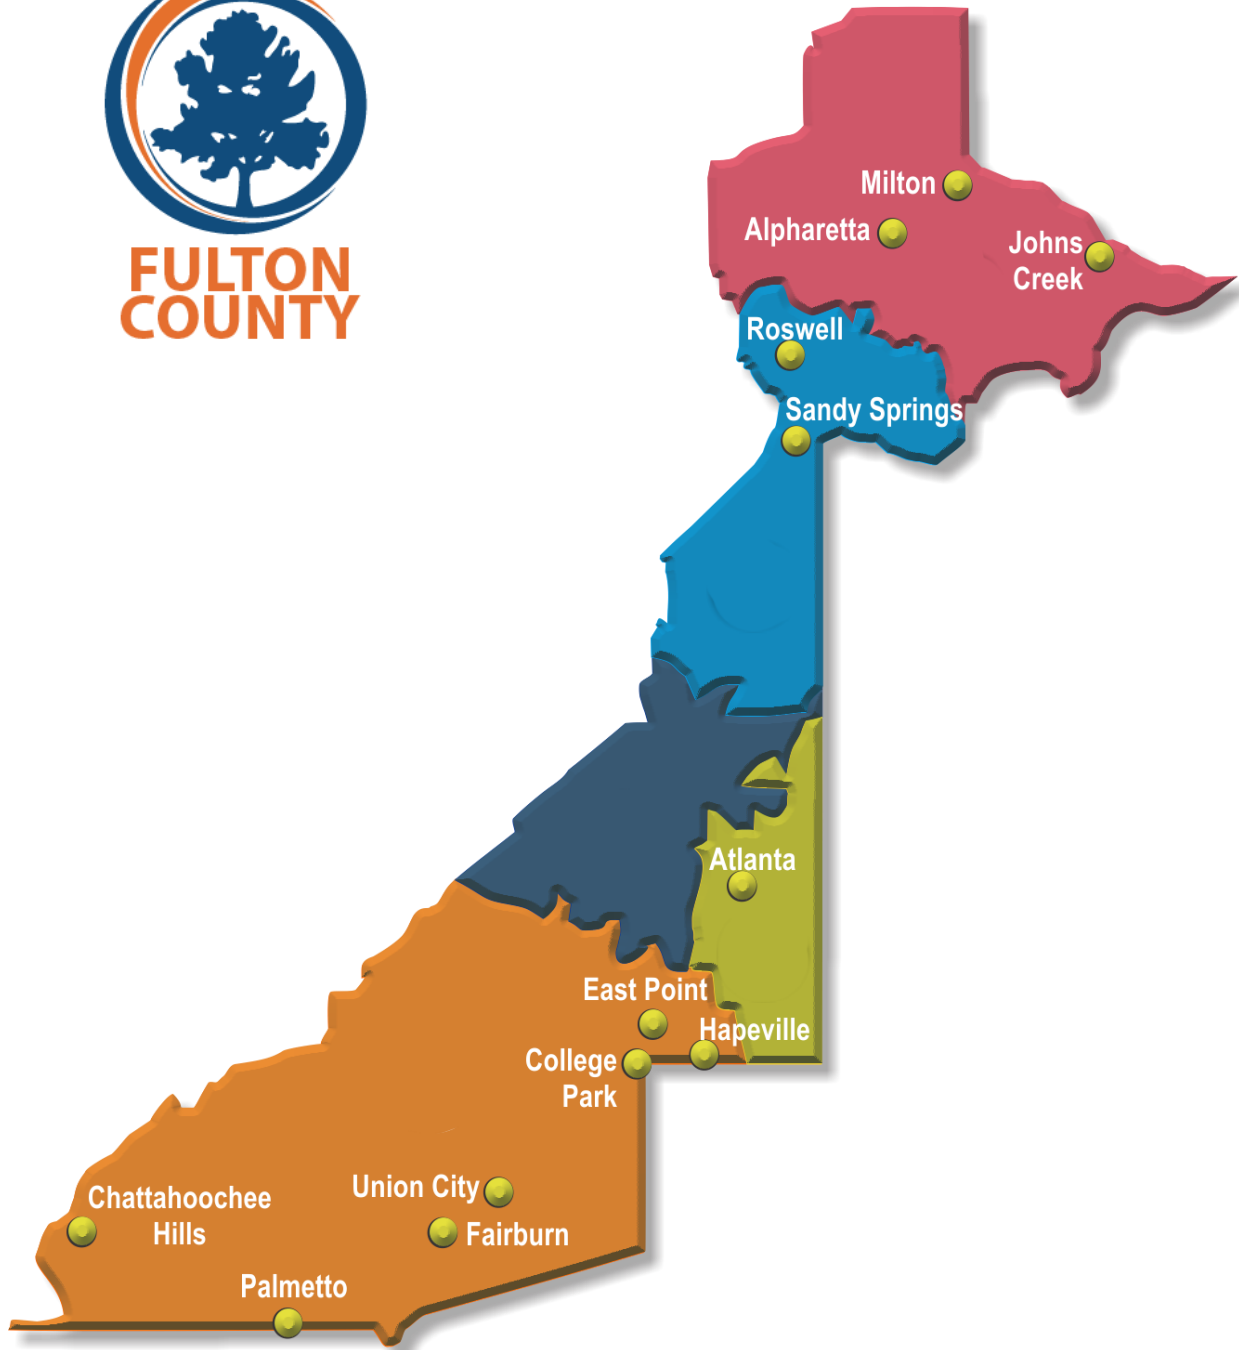 FULTON
COUNTY
Milton
Alpharetta
Johns
Creek
Roswell
Sandy Springs
Atlanta
East Point
Hapeville
College
Park
Union City
Chattahoochee
Hills
Fairburn
Palmetto